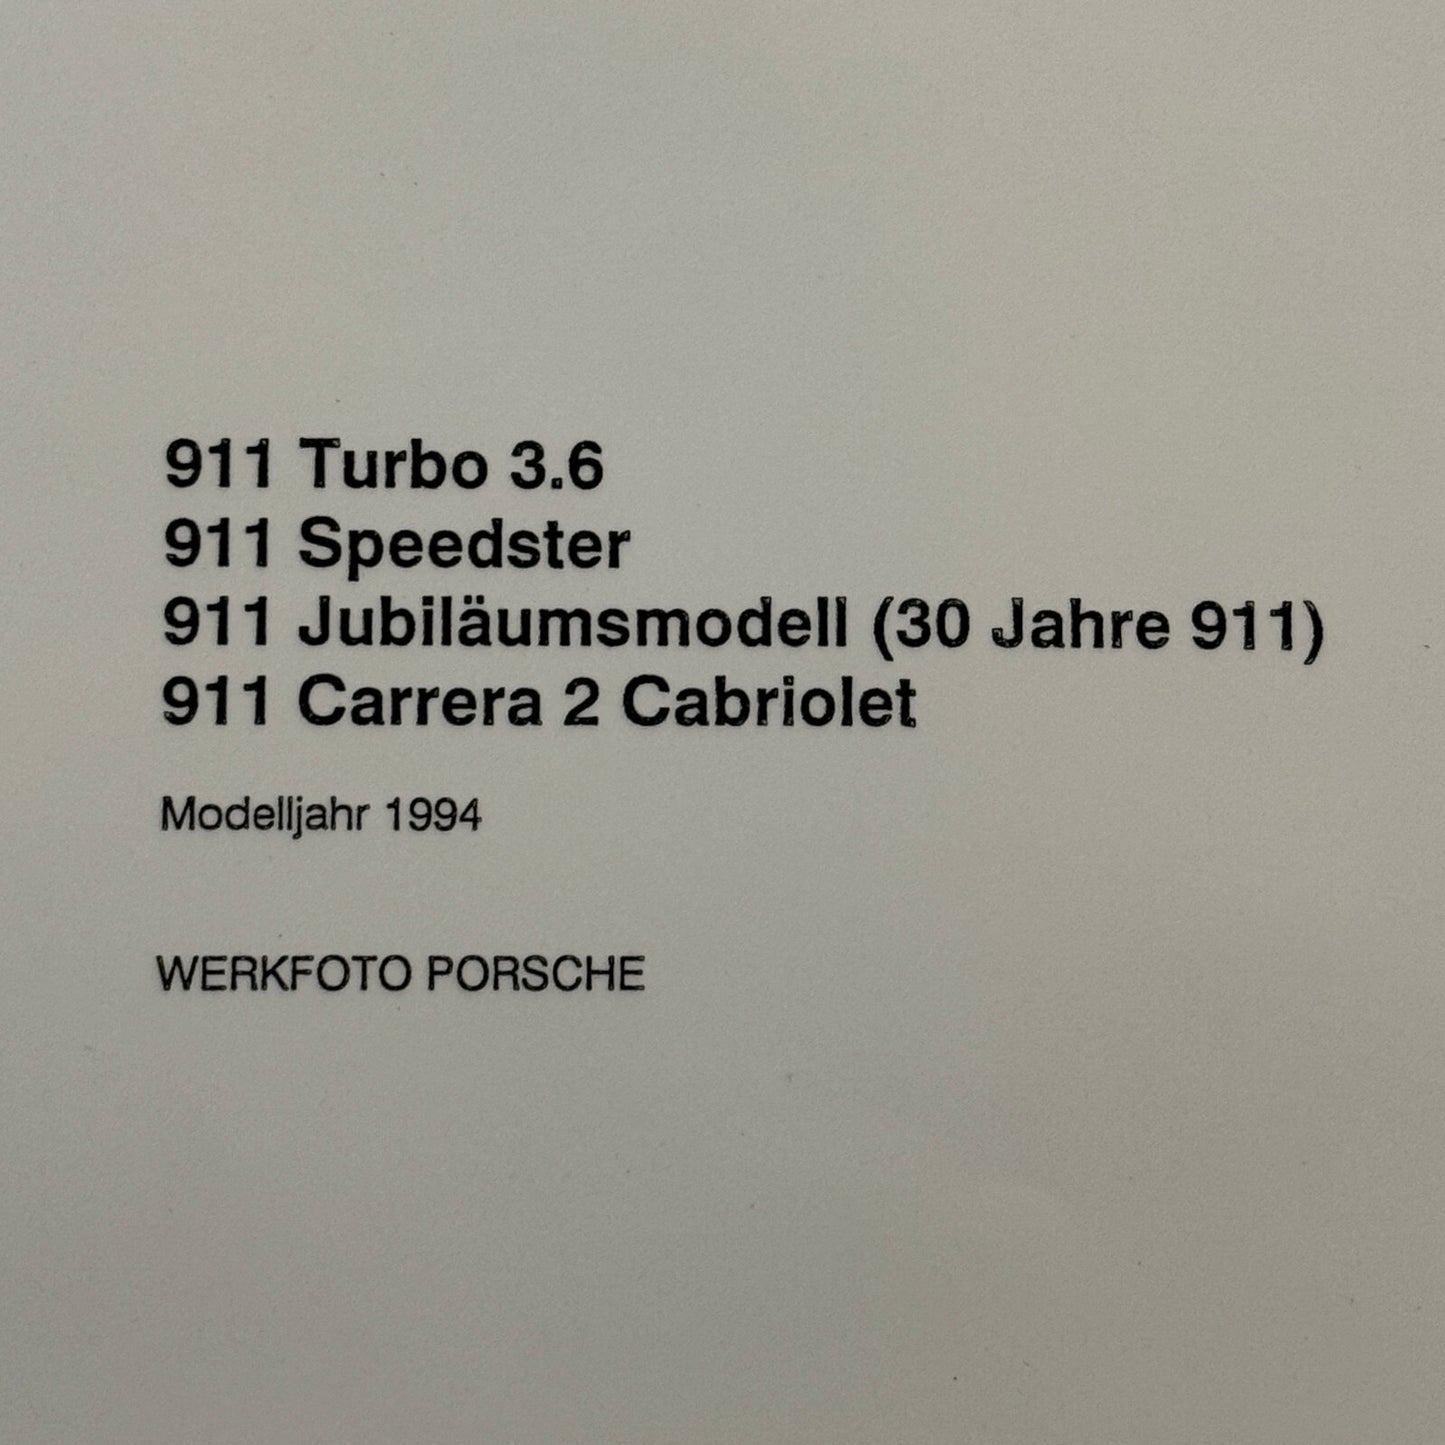 911 Turbo 3.6
911 Speedster
911 Jubiläumsmodell (30 Jahre 911)
911 Carrera 2 Cabriolet
Modelljahr 1994
WERKFOTO PORSCHE